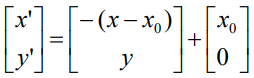 [x' y'] = [−(x − x₀) y] + [x₀ 0]